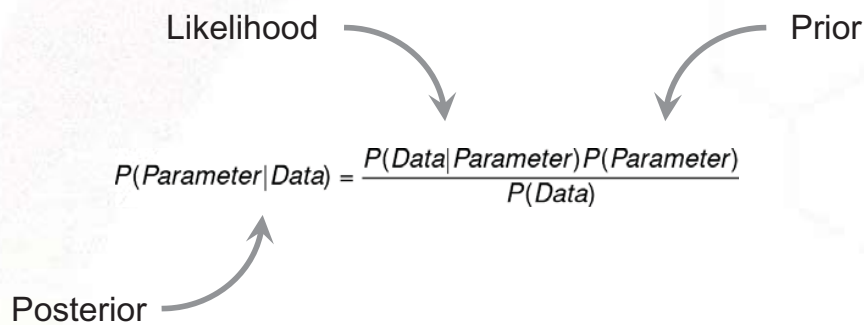 Likelihood
Prior
P(Parameter|Data) = P(Data|Parameter)P(Parameter)
P(Data)
Posterior